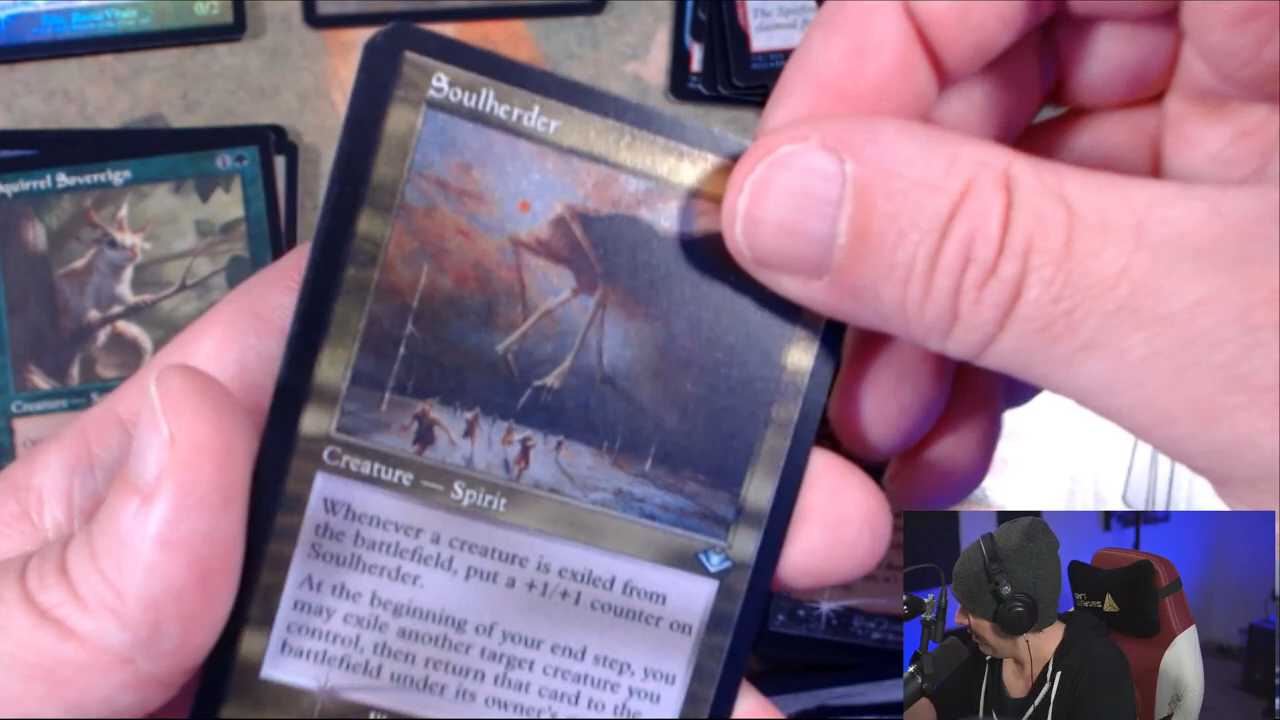 Soulherder
Squirrel Sovereign
Creature — Spirit
Creature —
Whenever a creature is exiled from
the battlefield, put a +1/+1 counter on
Soulherder.
At the beginning of your end step, you
may exile another target creature you
control, then return that card to the
battlefield under its owner's